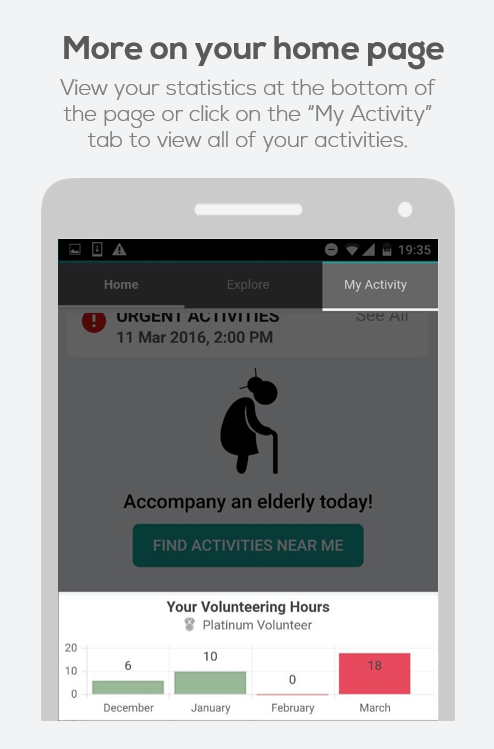 More on your home page
View your statistics at the bottom of
the page or click on the "My Activity"
tab to view all of your activities.
19:35
Home Explore My Activity
URGENT ACTIVITIES See All
11 Mar 2016, 2:00 PM
Accompany an elderly today!
FIND ACTIVITIES NEAR ME
Your Volunteering Hours
Platinum Volunteer
20
10
0
6
10
0
18
December January February March